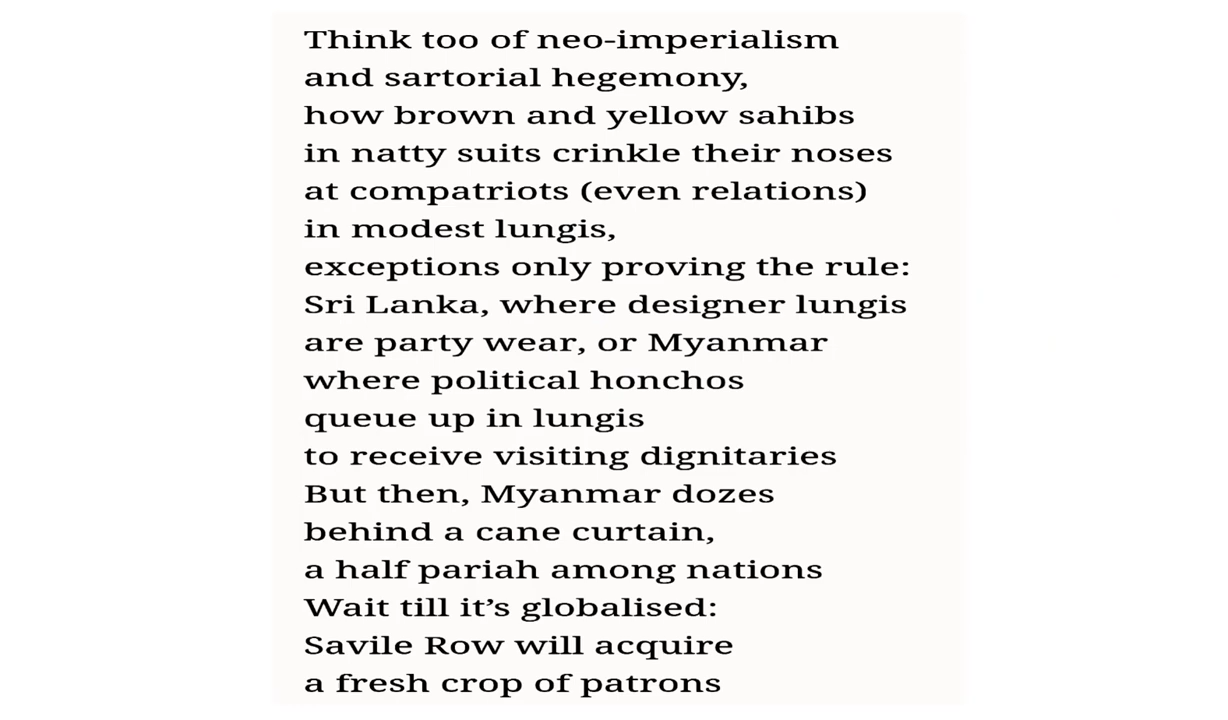 Think too of neo-imperialism
and sartorial hegemony,
how brown and yellow sahibs
in natty suits crinkle their noses
at compatriots (even relations)
in modest lungis,
exceptions only proving the rule:
Sri Lanka, where designer lungis
are party wear, or Myanmar
where political honchos
queue up in lungis
to receive visiting dignitaries
But then, Myanmar dozes
behind a cane curtain,
a half pariah among nations
Wait till it’s globalised:
Savile Row will acquire
a fresh crop of patrons